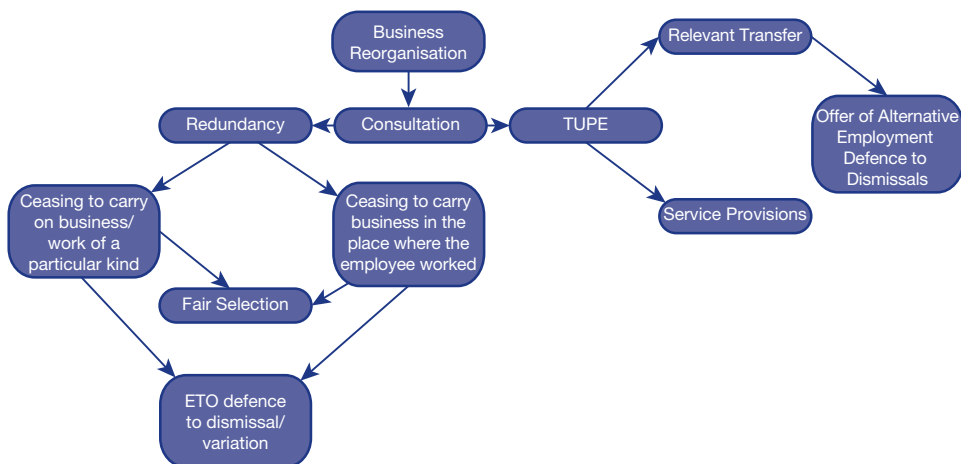 Business
Reorganisation
Relevant Transfer
Redundancy
Consultation
TUPE
Offer of Alternative
Employment
Defence to
Dismissals
Ceasing to carry
on business/
work of a
particular kind
Ceasing to carry
business in the
place where the
employee worked
Service Provisions
Fair Selection
ETO defence
to dismissal/
variation